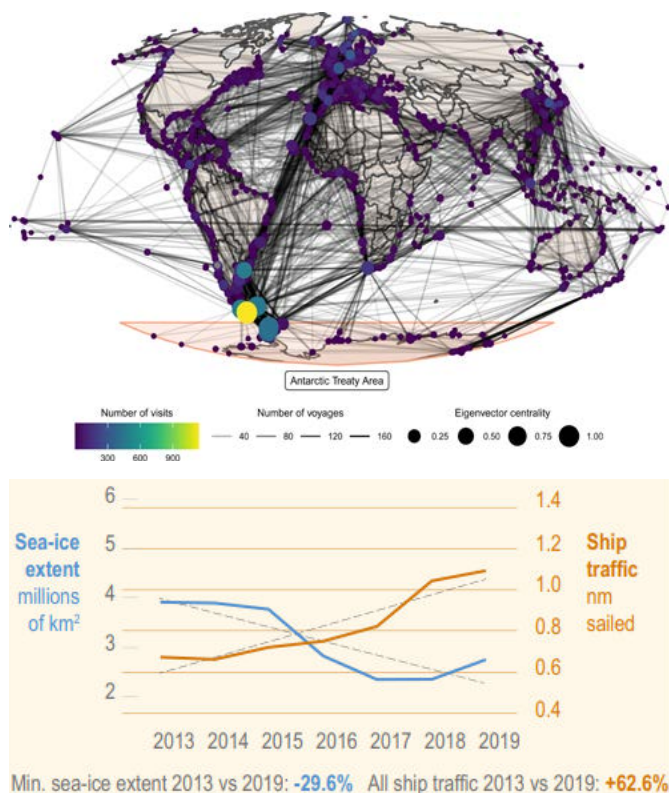 Antarctic Treaty Area
Number of visits Number of voyages Eigenvector centrality
300 600 900 40 80 120 160 0.25 0.50 0.75 1.00
6 1.4
Sea-ice 5 1.2 Ship
extent traffic
millions 4 1.0 nm
of km² 0.8 sailed
3
0.6
2
0.4
2013 2014 2015 2016 2017 2018 2019
Min. sea-ice extent 2013 vs 2019: -29.6% All ship traffic 2013 vs 2019: +62.6%